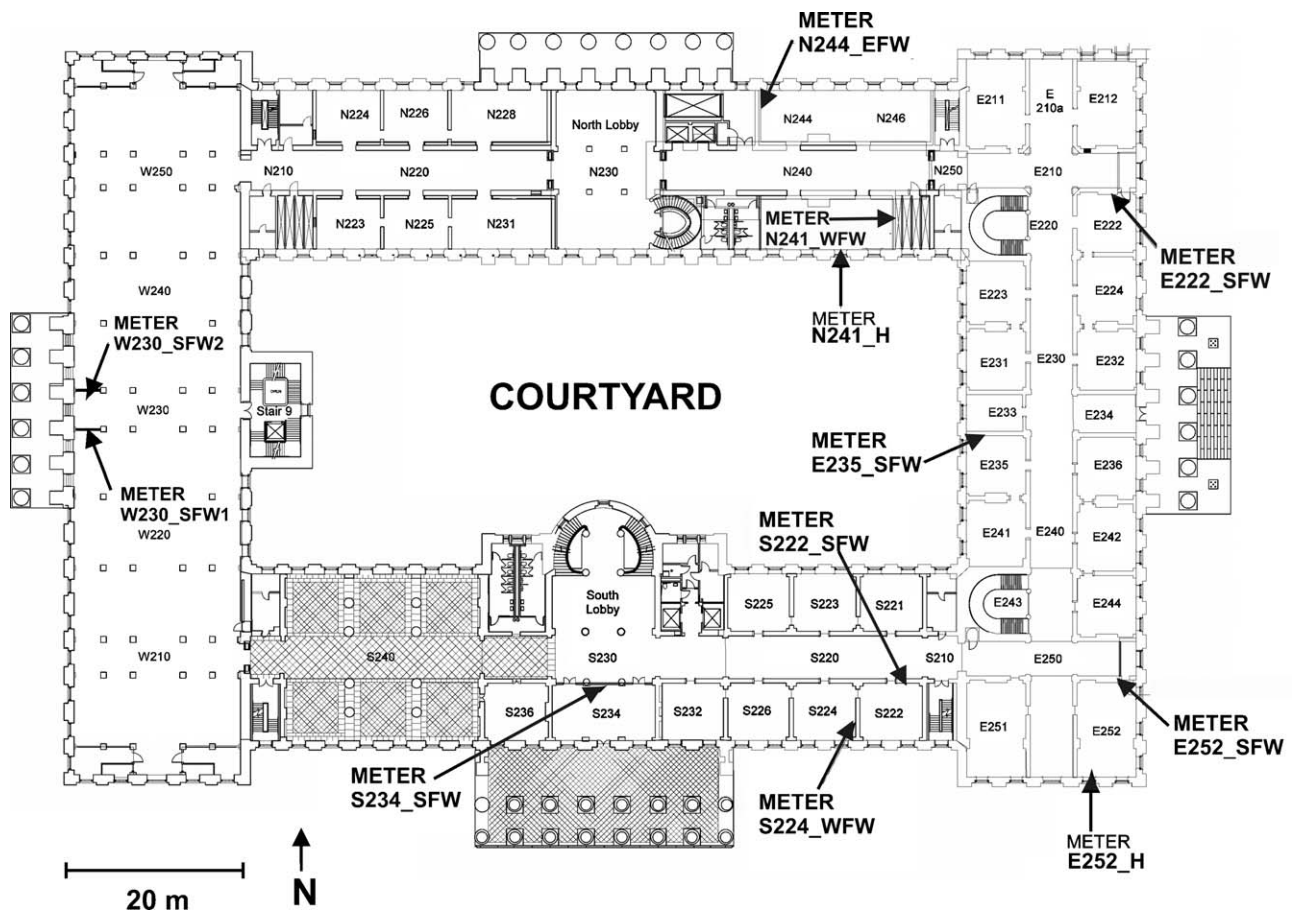 METER
N244_EFW
N224
N226
N228
North Lobby
N244
N246
E211
E
210a
E212
W250
N210
N220
N230
N240
N250
E210
N223
N225
N231
METER
N241_WFW
E220
E222
METER
E222_SFW
W240
E223
E224
METER
W230_SFW2
METER
N241_H
E231
E230
E232
COURTYARD
W230
Stair 9
E233
E234
METER
E235_SFW
E235
E236
METER
W230_SFW1
W220
METER
S222_SFW
E241
E240
E242
South
Lobby
S225
S223
S221
E243
E244
W210
S240
S230
S220
S210
E250
S236
S234
S232
S226
S224
S222
E251
E252
METER
E252_SFW
METER
S234_SFW
METER
S224_WFW
METER
E252_H
20 m
N